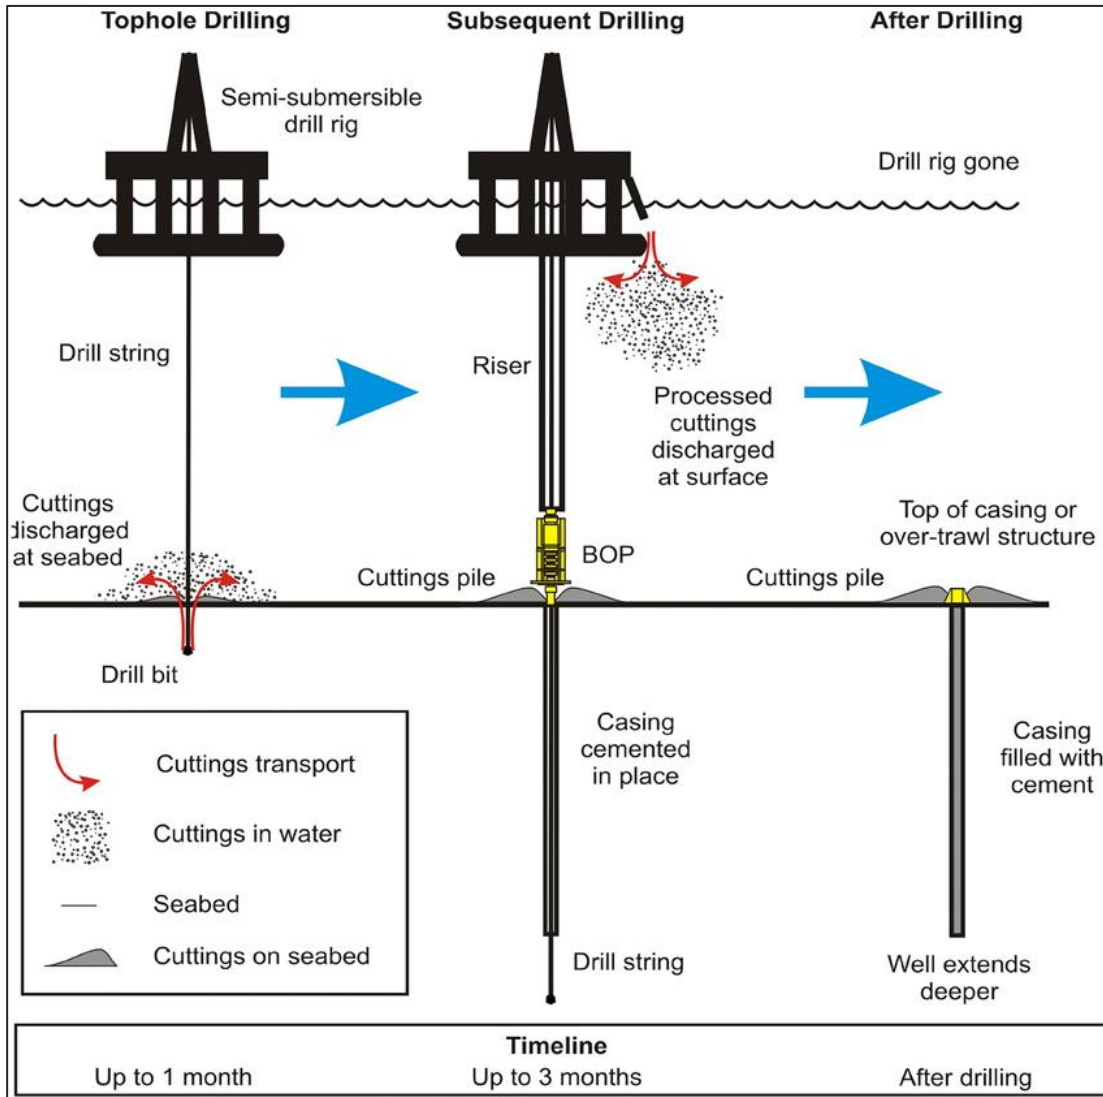 Tophole Drilling
Subsequent Drilling
After Drilling
Semi-submersible
drill rig
Drill rig gone
Drill string
Riser
Processed
cuttings
discharged
at surface
Cuttings
discharged
at seabed
BOP
Top of casing or
over-trawl structure
Cuttings pile
Cuttings pile
Drill bit
Casing
cemented
in place
Casing
filled with
cement
Cuttings transport
Cuttings in water
Seabed
Cuttings on seabed
Drill string
Well extends
deeper
Timeline
Up to 1 month
Up to 3 months
After drilling